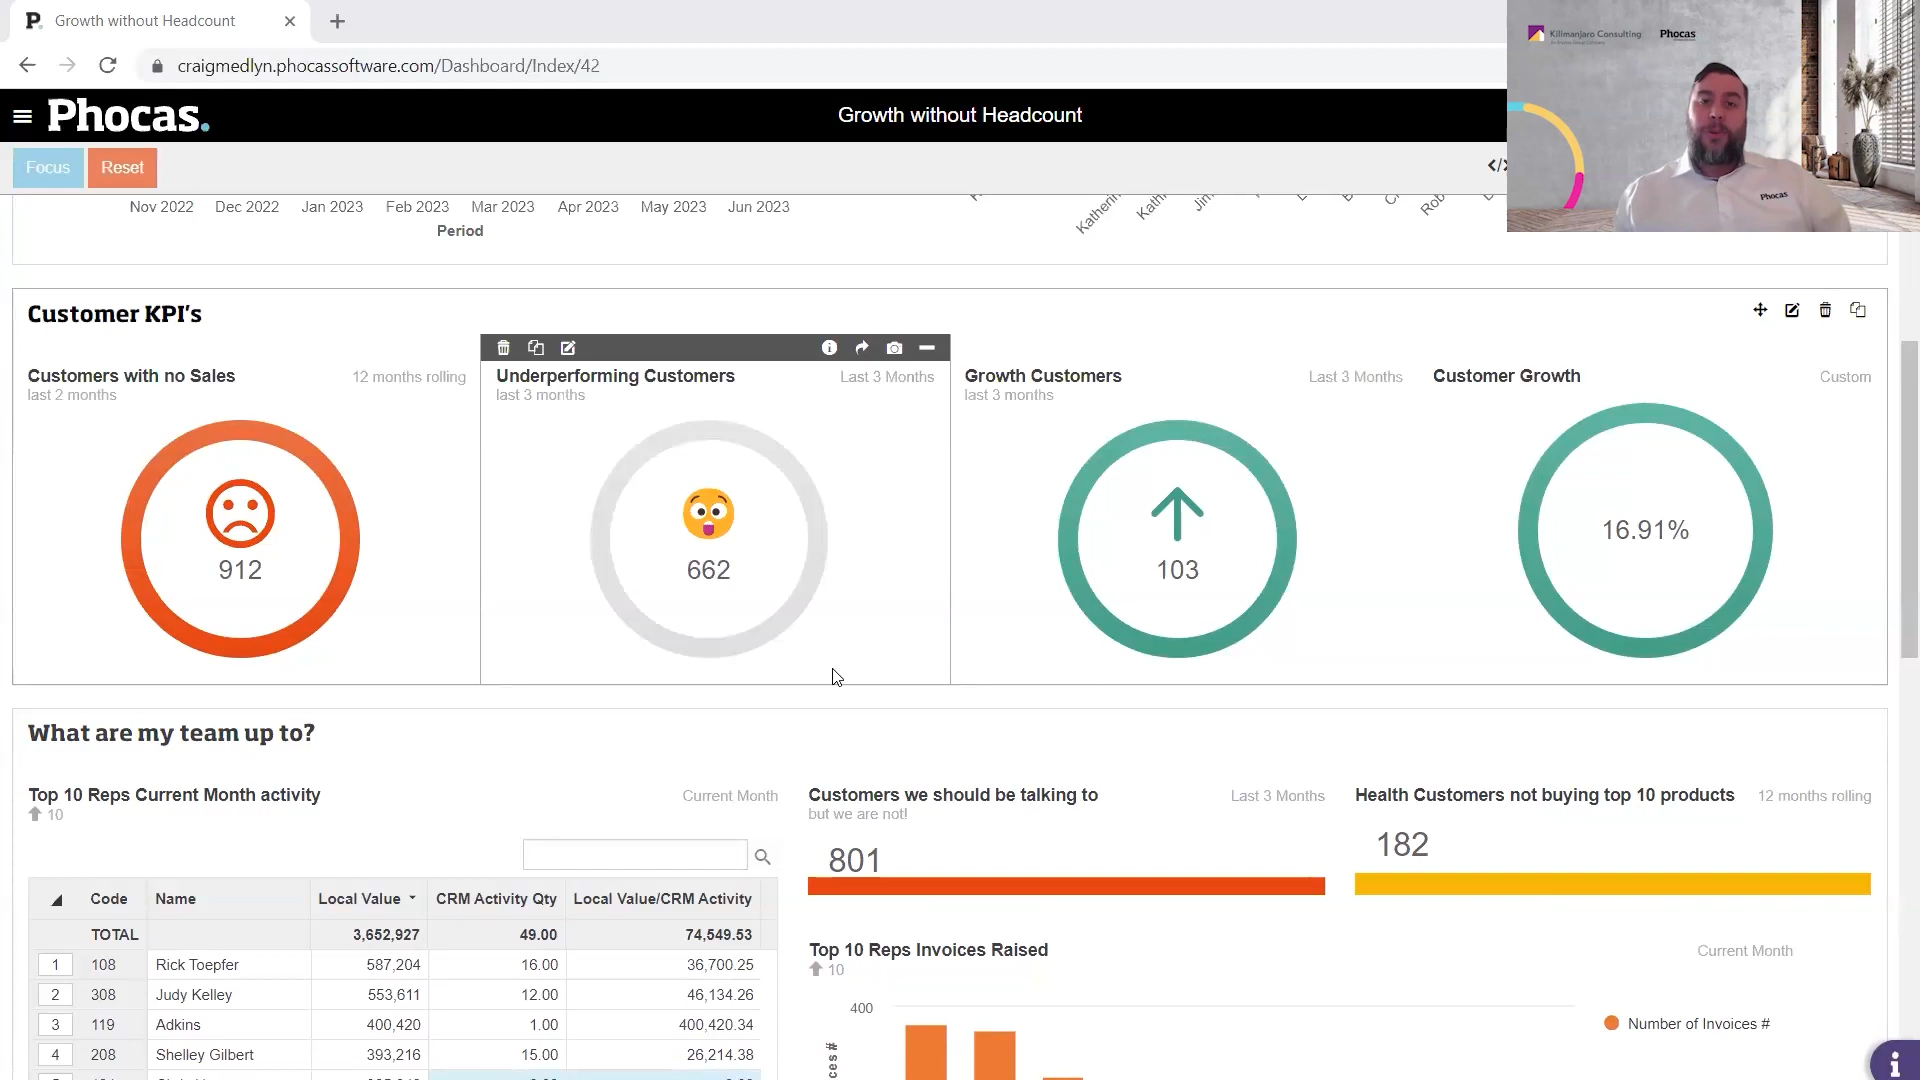 Growth without Headcount
craigmedlyn.phocassoftware.com/Dashboard/Index/42
Kilimanjaro Consulting
Phocas
Phocas.
Growth without Headcount
Focus
Reset
</>
Phocas
Nov 2022 Dec 2022 Jan 2023 Feb 2023 Mar 2023 Apr 2023 May 2023 Jun 2023
Period
Customer KPI's
Customers with no Sales 12 months rolling
last 2 months
912
Underperforming Customers Last 3 Months
last 3 months
662
Growth Customers Last 3 Months
last 3 months
103
Customer Growth Custom
16.91%
What are my team up to?
Top 10 Reps Current Month activity Current Month
10
Code Name Local Value CRM Activity Qty Local Value/CRM Activity
TOTAL 3,652,927 49.00 74,549.53
1 108 Rick Toepfer 587,204 16.00 36,700.25
2 308 Judy Kelley 553,611 12.00 46,134.26
3 119 Adkins 400,420 1.00 400,420.34
4 208 Shelley Gilbert 393,216 15.00 26,214.38
Customers we should be talking to Last 3 Months
but we are not!
801
Health Customers not buying top 10 products 12 months rolling
182
Top 10 Reps Invoices Raised Current Month
10
400
Number of Invoices #